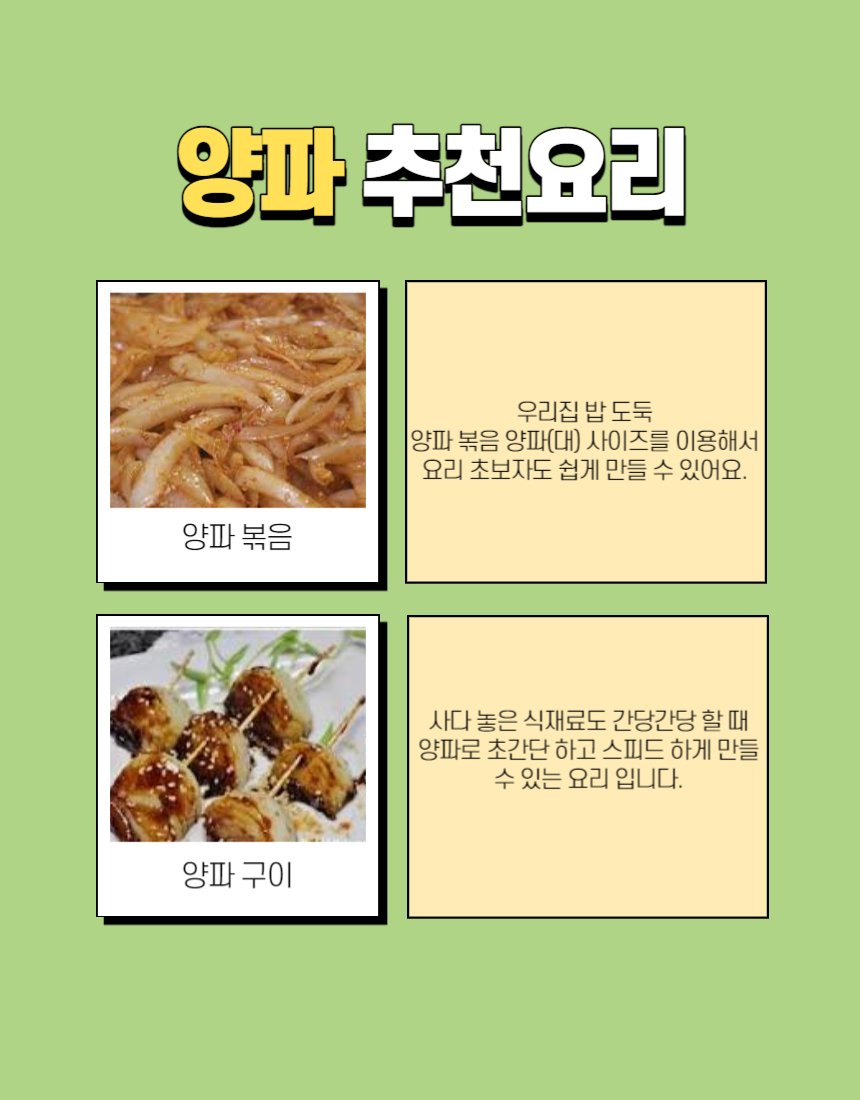 양파 추천요리
우리집 밥 도둑
양파 볶음 양파(대) 사이즈를 이용해서
요리 초보자도 쉽게 만들 수 있어요.
양파 볶음
사다 놓은 식재료도 간당간당 할 때
양파로 초간단 하고 스피드 하게 만들
수 있는 요리 입니다.
양파 구이